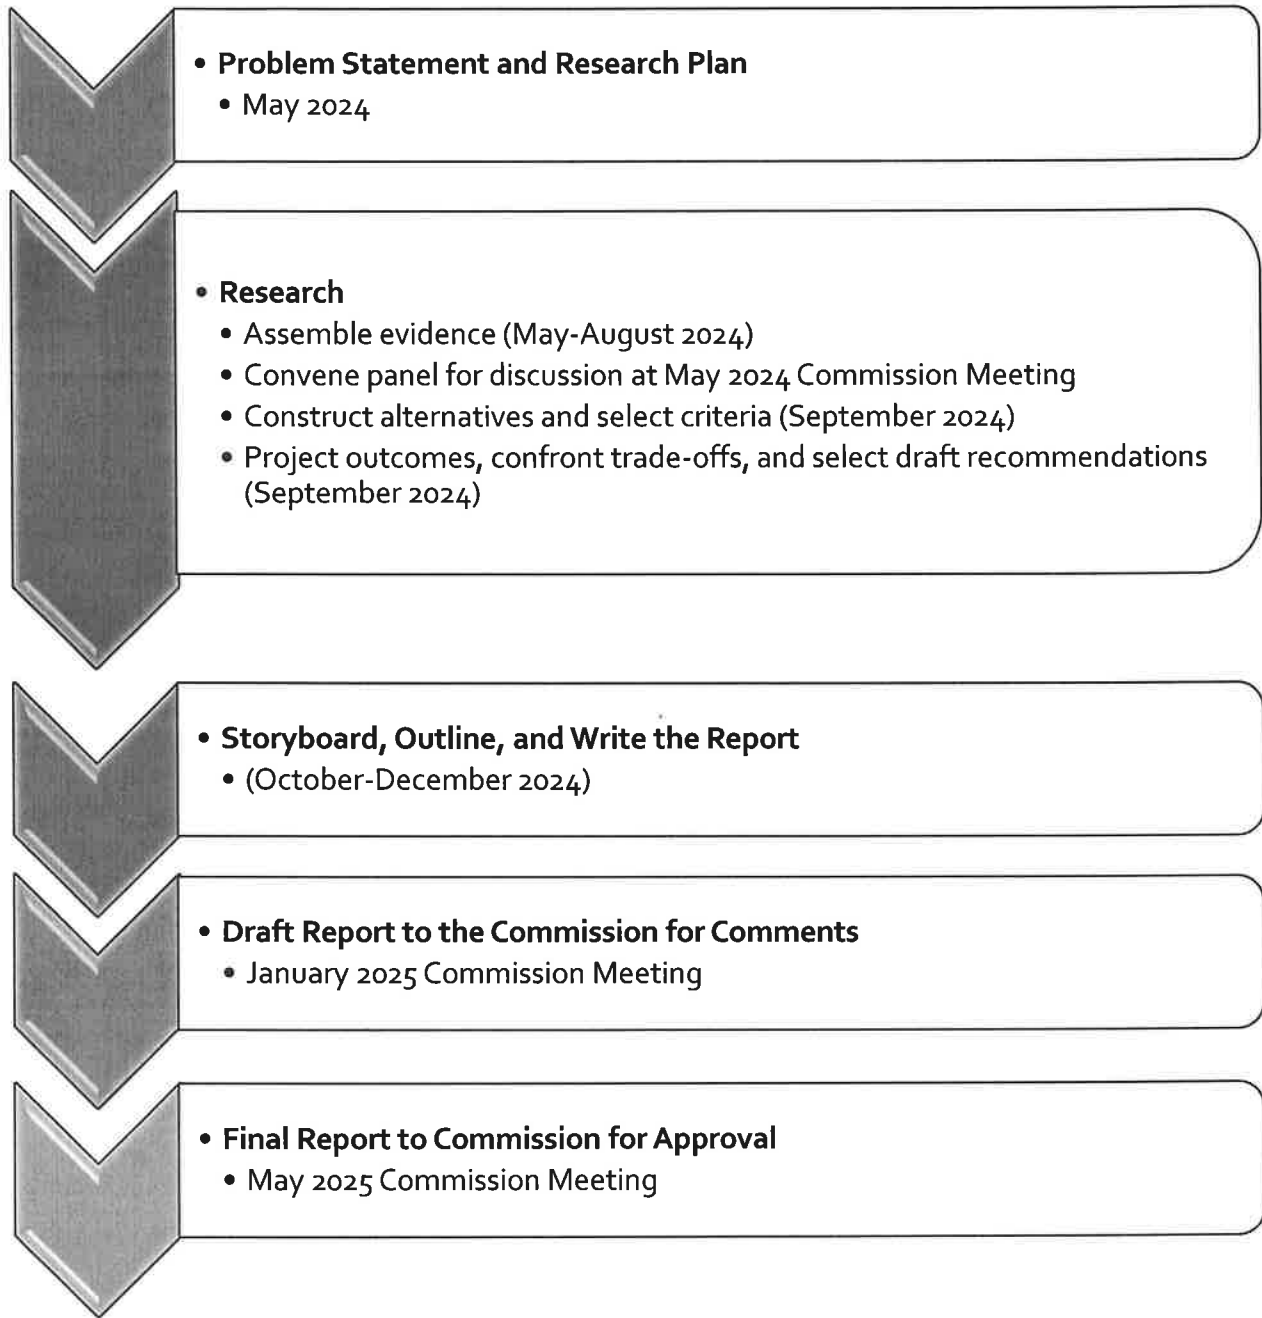 • Problem Statement and Research Plan
• May 2024
• Research
• Assemble evidence (May-August 2024)
• Convene panel for discussion at May 2024 Commission Meeting
• Construct alternatives and select criteria (September 2024)
• Project outcomes, confront trade-offs, and select draft recommendations
(September 2024)
• Storyboard, Outline, and Write the Report
• (October-December 2024)
• Draft Report to the Commission for Comments
• January 2025 Commission Meeting
• Final Report to Commission for Approval
• May 2025 Commission Meeting